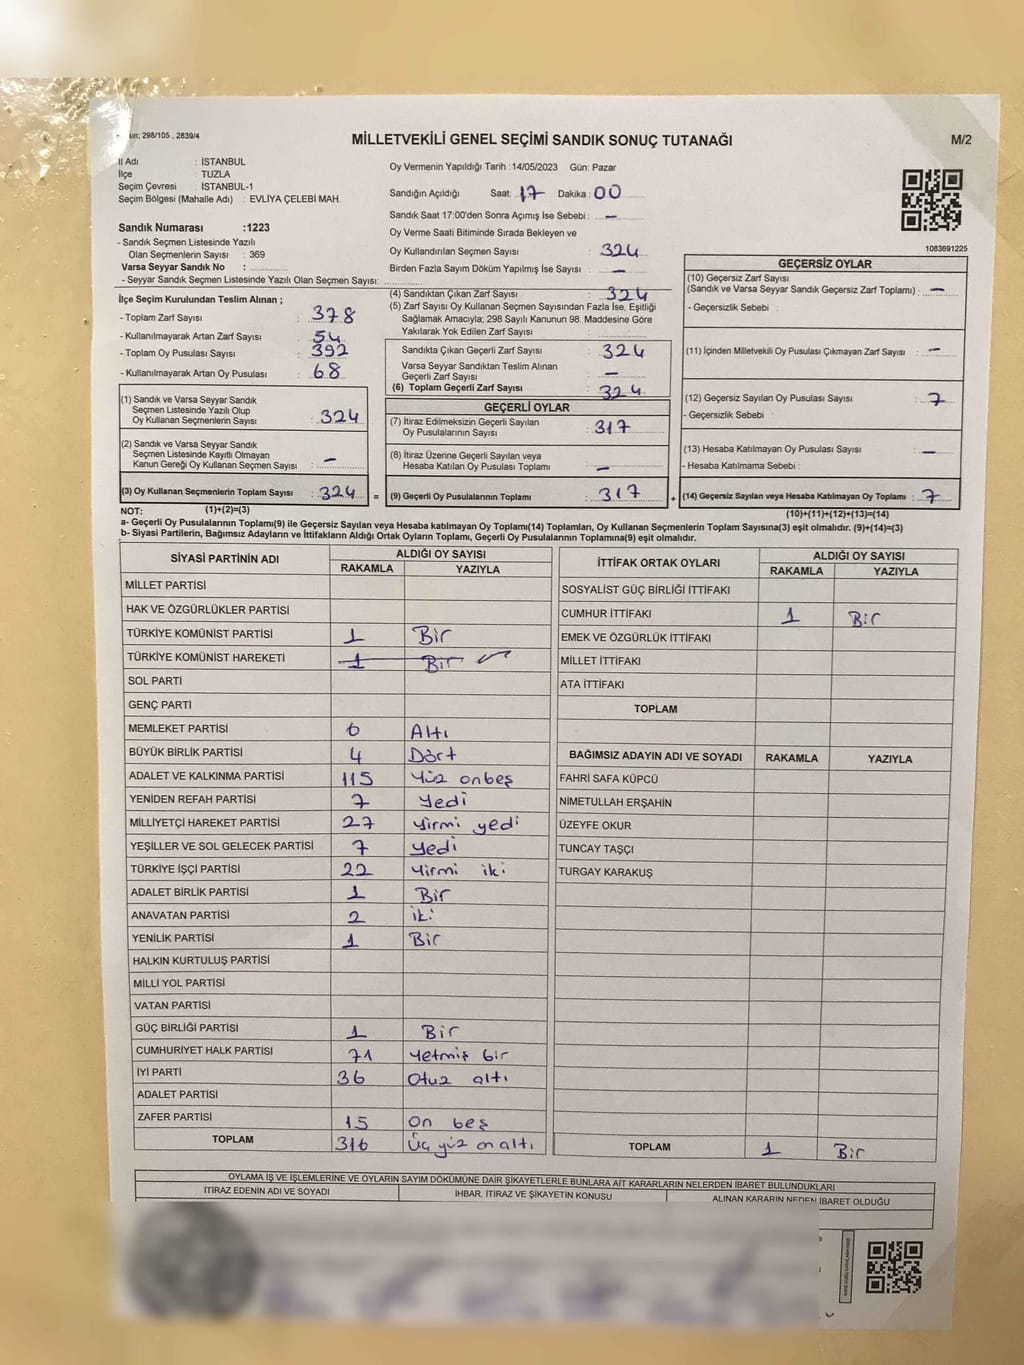 298/105 , 2839/4
MİLLETVEKİLİ GENEL SEÇİMİ SANDIK SONUÇ TUTANAĞI
M/2
İl Adı : İSTANBUL
İlçe : TUZLA
Seçim Çevresi : İSTANBUL-1
Seçim Bölgesi (Mahalle Adı) : EVLİYA ÇELEBİ MAH.
Oy Vermenin Yapıldığı Tarih :14/05/2023 Gün: Pazar
Sandığın Açıldığı Saat: 17 Dakika: 00
Sandık Saat 17:00'den Sonra Açımış İse Sebebi : –
Sandık Numarası :1223
- Sandık Seçmen Listesinde Yazılı
Olan Seçmenlerin Sayısı : 369
Varsa Seyyar Sandık No :
- Seyyar Sandık Seçmen Listesinde Yazılı Olan Seçmen Sayısı:
Oy Verme Saati Bitiminde Sırada Bekleyen ve
Oy Kullandırılan Seçmen Sayısı : 324
Birden Fazla Sayım Döküm Yapılmış İse Sayısı : –
1083691225
İlçe Seçim Kurulundan Teslim Alınan ;
- Toplam Zarf Sayısı : 378
- Kullanılmayarak Artan Zarf Sayısı : 54
- Toplam Oy Pusulası Sayısı : 392
- Kullanılmayarak Artan Oy Pusulası : 68
(4) Sandıktan Çıkan Zarf Sayısı : 324
(5) Zarf Sayısı Oy Kullanan Seçmen Sayısından Fazla İse, Eşitliği
Sağlamak Amacıyla; 298 Sayılı Kanunun 98. Maddesine Göre
Yakılarak Yok Edilen Zarf Sayısı :
Sandıkta Çıkan Geçerli Zarf Sayısı : 324
Varsa Seyyar Sandıktan Teslim Alınan
Geçerli Zarf Sayısı : –
(6) Toplam Geçerli Zarf Sayısı : 324
GEÇERSİZ OYLAR
(10) Geçersiz Zarf Sayısı
(Sandık ve Varsa Seyyar Sandık Geçersiz Zarf Toplamı) : –
- Geçersizlik Sebebi :
(11) İçinden Milletvekili Oy Pusulası Çıkmayan Zarf Sayısı : –
(12) Geçersiz Sayılan Oy Pusulası Sayısı : 7
- Geçersizlik Sebebi :
(13) Hesaba Katılmayan Oy Pusulası Sayısı : –
- Hesaba Katılmama Sebebi :
(1) Sandık ve Varsa Seyyar Sandık
Seçmen Listesinde Yazılı Olup
Oy Kullanan Seçmenlerin Sayısı : 324
(2) Sandık ve Varsa Seyyar Sandık
Seçmen Listesinde Kayıtlı Olmayan
Kanun Gereği Oy Kullanan Seçmen Sayısı : –
GEÇERLİ OYLAR
(7) İtiraz Edilmeksizin Geçerli Sayılan
Oy Pusulalarının Sayısı : 317
(8) İtiraz Üzerine Geçerli Sayılan veya
Hesaba Katılan Oy Pusulası Toplamı : –
(3) Oy Kullanan Seçmenlerin Toplam Sayısı : 324 = (9) Geçerli Oy Pusulalarının Toplamı : 317 + (14) Geçersiz Sayılan veya Hesaba Katılmayan Oy Toplamı : 7
NOT: (1)+(2)=(3) (10)+(11)+(12)+(13)=(14)
a- Geçerli Oy Pusulalarının Toplamı(9) ile Geçersiz Sayılan veya Hesaba katılmayan Oy Toplamı(14) Toplamları, Oy Kullanan Seçmenlerin Toplam Sayısına(3) eşit olmalıdır. (9)+(14)=(3)
b- Siyasi Partilerin, Bağımsız Adayların ve İttifakların Aldığı Ortak Oyların Toplamı, Geçerli Oy Pusulalarının Toplamına(9) eşit olmalıdır.
SİYASİ PARTİNİN ADI ALDIĞI OY SAYISI
RAKAMLA YAZIYLA
MİLLET PARTİSİ
HAK VE ÖZGÜRLÜKLER PARTİSİ
TÜRKİYE KOMÜNİST PARTİSİ 1 Bir
TÜRKİYE KOMÜNİST HAREKETİ 1 Bir
SOL PARTİ
GENÇ PARTİ
MEMLEKET PARTİSİ 6 Altı
BÜYÜK BİRLİK PARTİSİ 4 Dört
ADALET VE KALKINMA PARTİSİ 115 Yüz onbeş
YENİDEN REFAH PARTİSİ 7 Yedi
MİLLİYETÇİ HAREKET PARTİSİ 27 Yirmi yedi
YEŞİLLER VE SOL GELECEK PARTİSİ 7 Yedi
TÜRKİYE İŞÇİ PARTİSİ 22 Yirmi iki
ADALET BİRLİK PARTİSİ 1 Bir
ANAVATAN PARTİSİ 2 iki
YENİLİK PARTİSİ 1 Bir
HALKIN KURTULUŞ PARTİSİ
MİLLİ YOL PARTİSİ
VATAN PARTİSİ
GÜÇ BİRLİĞİ PARTİSİ 1 Bir
CUMHURİYET HALK PARTİSİ 71 Yetmiş bir
İYİ PARTİ 36 Otuz altı
ADALET PARTİSİ
ZAFER PARTİSİ 15 On beş
TOPLAM 316 Üç yüz on altı
İTTİFAK ORTAK OYLARI ALDIĞI OY SAYISI
RAKAMLA YAZIYLA
SOSYALİST GÜÇ BİRLİĞİ İTTİFAKI
CUMHUR İTTİFAKI 1 Bir
EMEK VE ÖZGÜRLÜK İTTİFAKI
MİLLET İTTİFAKI
ATA İTTİFAKI
TOPLAM
BAĞIMSIZ ADAYIN ADI VE SOYADI RAKAMLA YAZIYLA
FAHRİ SAFA KÜPCÜ
NİMETULLAH ERŞAHİN
ÜZEYFE OKUR
TUNCAY TAŞÇI
TURGAY KARAKUŞ
TOPLAM 1 Bir
OYLAMA İŞ VE İŞLEMLERİNE VE OYLARIN SAYIM DÖKÜMÜNE DAİR ŞİKAYETLERLE BUNLARA AİT KARARLARIN NELERDEN İBARET BULUNDUKLARI
İTİRAZ EDENİN ADI VE SOYADI İHBAR, İTİRAZ VE ŞİKAYETİN KONUSU ALINAN KARARIN NEDEN İBARET OLDUĞU